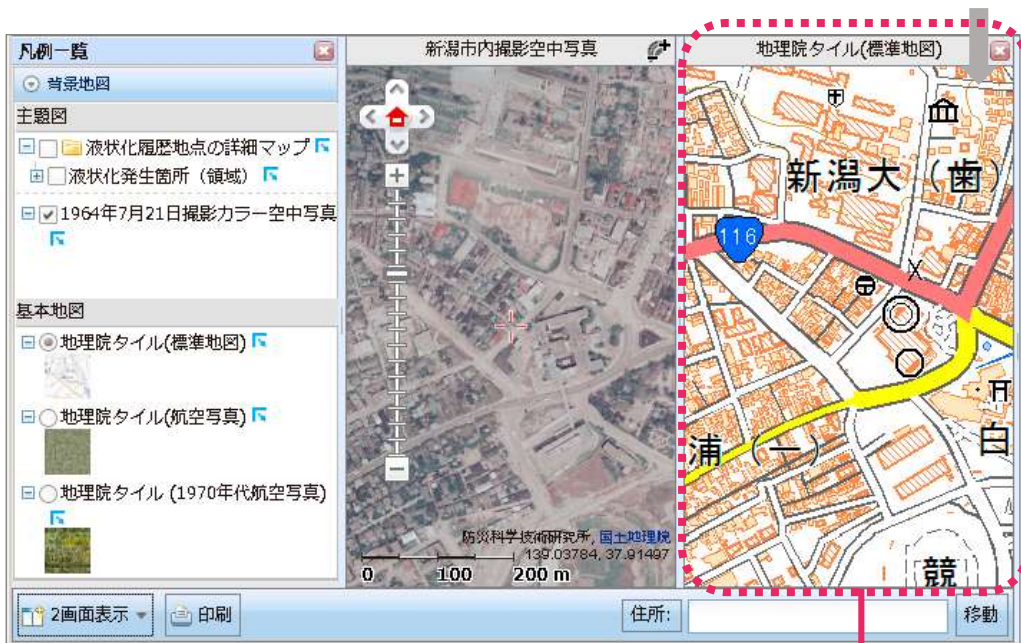 凡例一覧
背景地図
主題図
液状化履歴地点の詳細マップ
液状化発生箇所（領域）
1964年7月21日撮影カラー空中写真
基本地図
地理院タイル(標準地図)
地理院タイル(航空写真)
地理院タイル (1970年代航空写真)
新潟市内撮影空中写真
防災科学技術研究所, 国土地理院
139.03784, 37.91497
0 100 200 m
地理院タイル(標準地図)
新潟大（歯）
116
浦（一）
白
競
2画面表示
印刷
住所:
移動